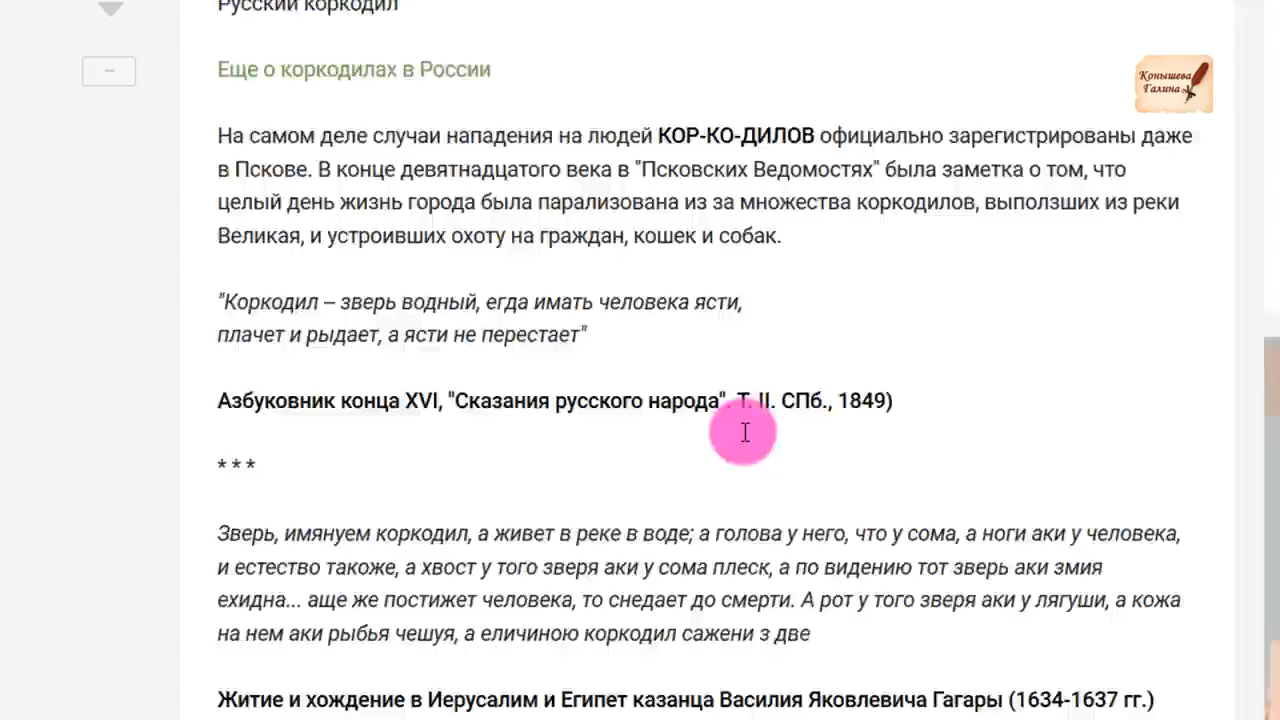 Русский коркодил
Еще о коркодилах в России
Конышева
Галина
На самом деле случаи нападения на людей КОР-КО-ДИЛОВ официально зарегистрированы даже
в Пскове. В конце девятнадцатого века в "Псковских Ведомостях" была заметка о том, что
целый день жизнь города была парализована из за множества коркодилов, выползших из реки
Великая, и устроивших охоту на граждан, кошек и собак.
"Коркодил – зверь водный, егда имать человека ясти,
плачет и рыдает, а ясти не перестает"
Азбуковник конца XVI, "Сказания русского народа". Т. II. СПб., 1849)
* * *
Зверь, имянуем коркодил, а живет в реке в воде; а голова у него, что у сома, а ноги аки у человека,
и естество такоже, а хвост у того зверя аки у сома плеск, а по видению тот зверь аки змия
ехидна... аще же постижет человека, то снедает до смерти. А рот у того зверя аки у лягуши, а кожа
на нем аки рыбья чешуя, а еличиною коркодил сажени з две
Житие и хождение в Иерусалим и Египет казанца Василия Яковлевича Гагары (1634-1637 гг.)